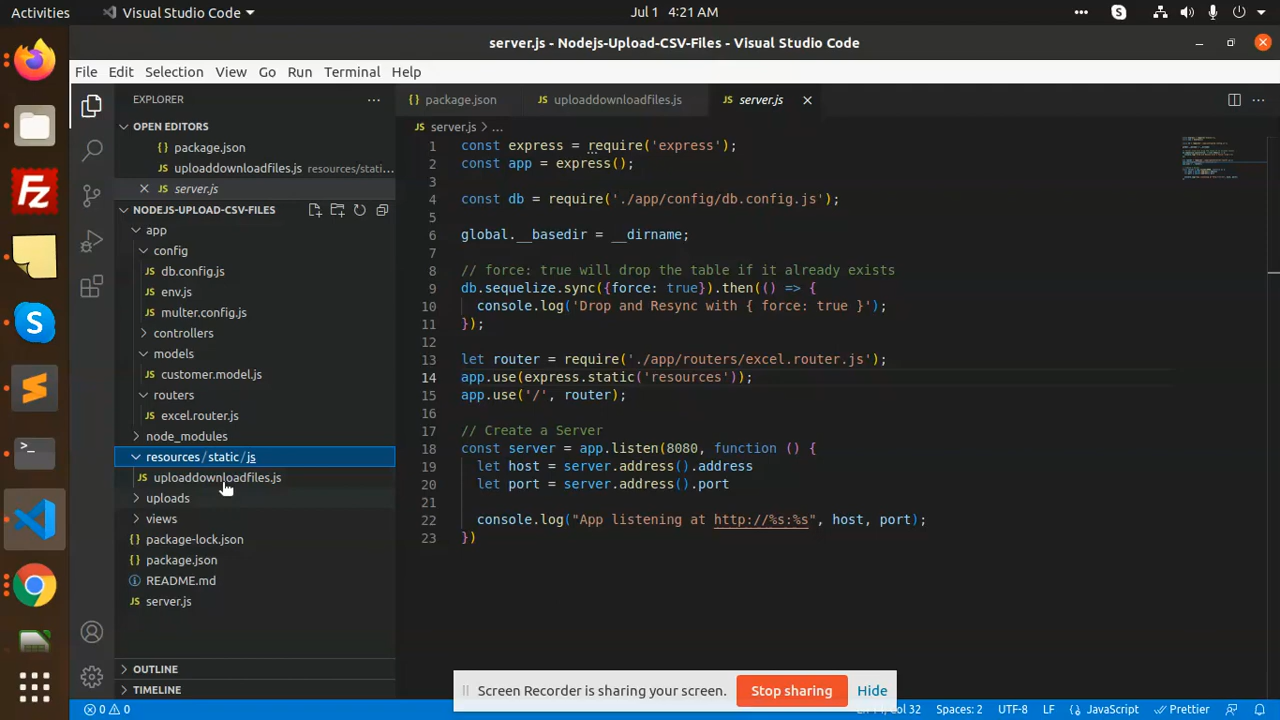 Activities
Visual Studio Code
Jul 1 4:21 AM
server.js - Nodejs-Upload-CSV-Files - Visual Studio Code
File Edit Selection View Go Run Terminal Help
EXPLORER
OPEN EDITORS
package.json
uploaddownloadfiles.js resources/stati...
server.js
NODEJS-UPLOAD-CSV-FILES
app
config
db.config.js
env.js
multer.config.js
controllers
models
customer.model.js
routers
excel.router.js
node_modules
resources/static/js
uploaddownloadfiles.js
uploads
views
package-lock.json
package.json
README.md
server.js
OUTLINE
TIMELINE
package.json uploaddownloadfiles.js server.js
server.js > ...
1 const express = require('express');
2 const app = express();
3
4 const db = require('./app/config/db.config.js');
5
6 global.__basedir = __dirname;
7
8 // force: true will drop the table if it already exists
9 db.sequelize.sync({force: true}).then(() => {
10 console.log('Drop and Resync with { force: true }');
11 });
12
13 let router = require('./app/routers/excel.router.js');
14 app.use(express.static('resources'));
15 app.use('/', router);
16
17 // Create a Server
18 const server = app.listen(8080, function () {
19 let host = server.address().address
20 let port = server.address().port
21
22 console.log("App listening at http://%s:%s", host, port);
23 })
Screen Recorder is sharing your screen. Stop sharing Hide
0 0
Col 32 Spaces: 2 UTF-8 LF JavaScript Prettier